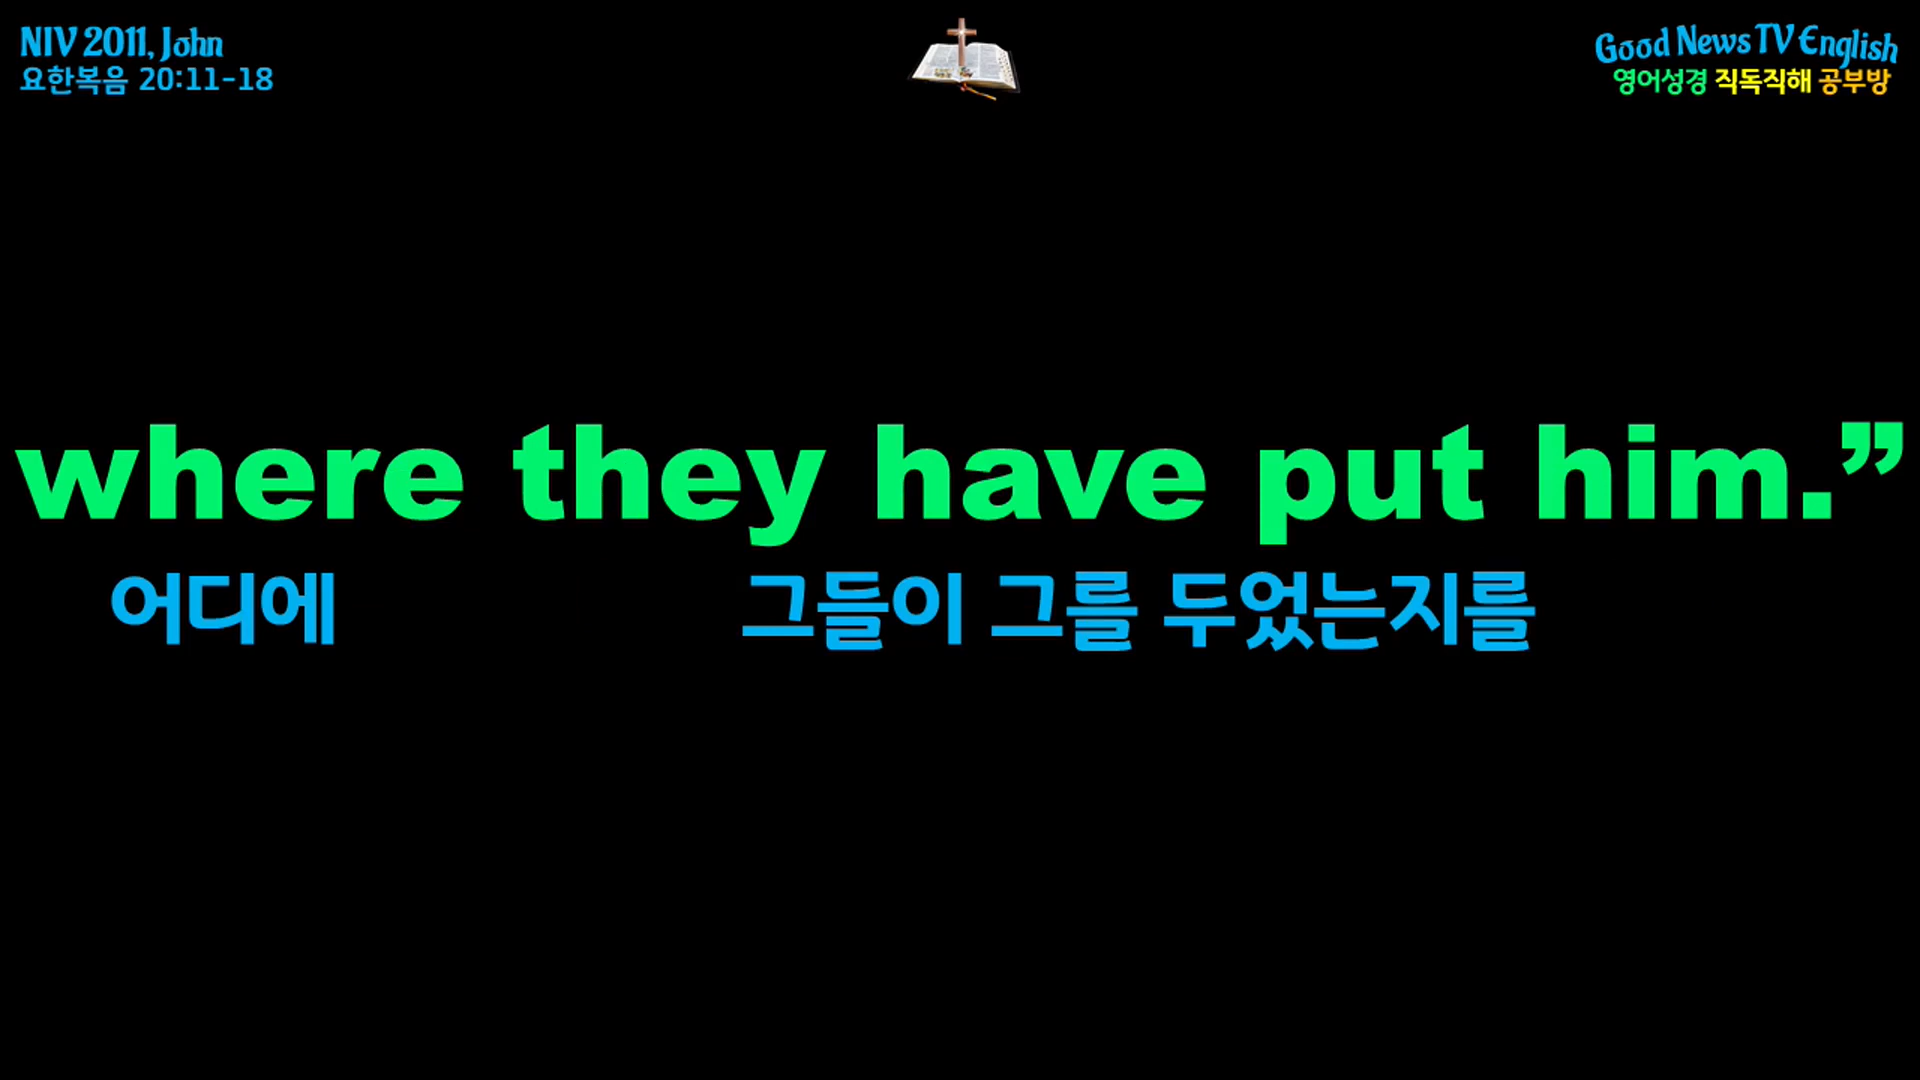 NIV 2011, John
요한복음 20:11-18
Good News TV English
영어성경 직독직해 공부방
where they have put him.”
어디에 그들이 그를 두었는지를